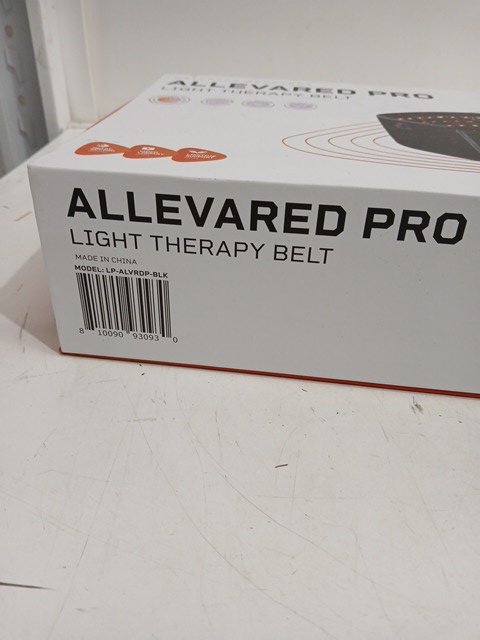 ALLEVARED PRO
LIGHT THERAPY BELT
ALLEVARED PRO
LIGHT THERAPY BELT
MADE IN CHINA
MODEL: LP-ALVRDP-BLK
8 10090 93093 0